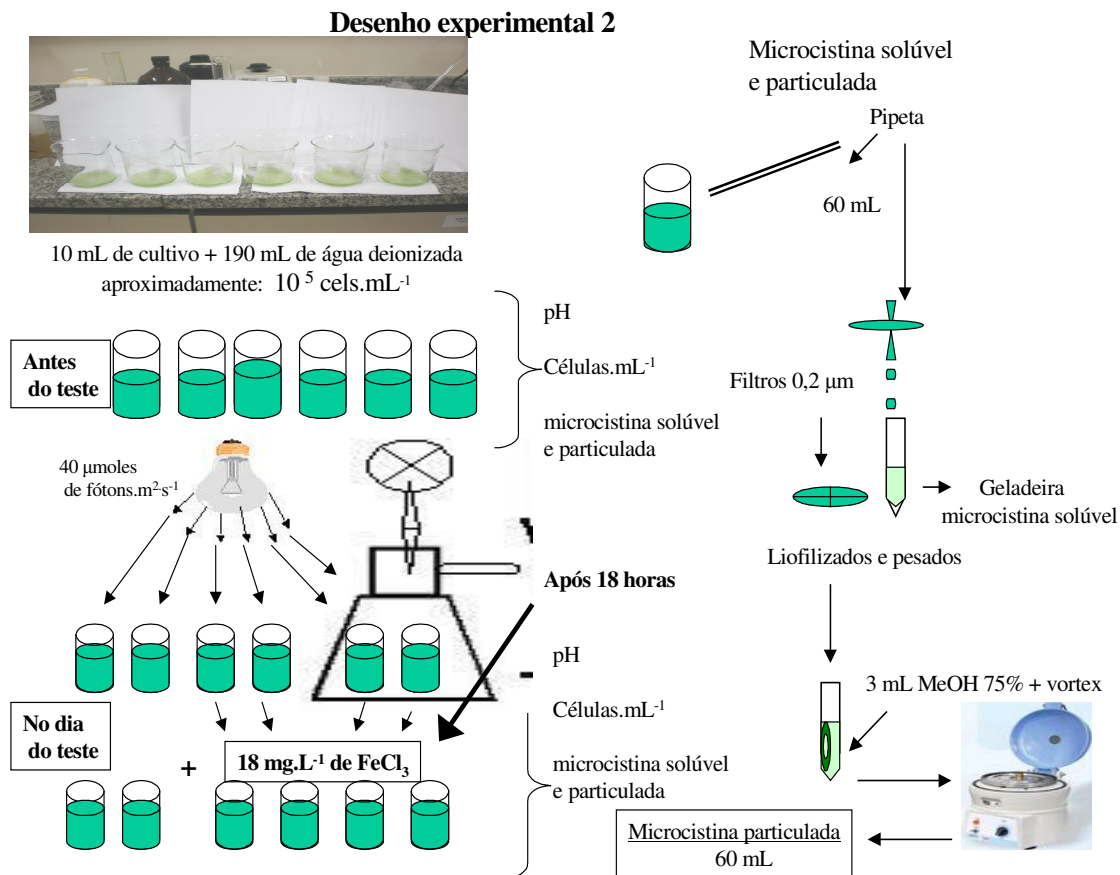 Desenho experimental 2
10 mL de cultivo + 190 mL de água deionizada
aproximadamente: 10⁵ cels.mL⁻¹
Antes
do teste
pH
Células.mL⁻¹
microcistina solúvel
e particulada
40 μmoles
de fótons.m²·s⁻¹
Após 18 horas
No dia
do teste
+
18 mg.L⁻¹ de FeCl₃
pH
Células.mL⁻¹
microcistina solúvel
e particulada
Microcistina solúvel
e particulada
Pipeta
60 mL
Filtros 0,2 μm
Geladeira
microcistina solúvel
Liofilizados e pesados
3 mL MeOH 75% + vortex
Microcistina particulada
60 mL